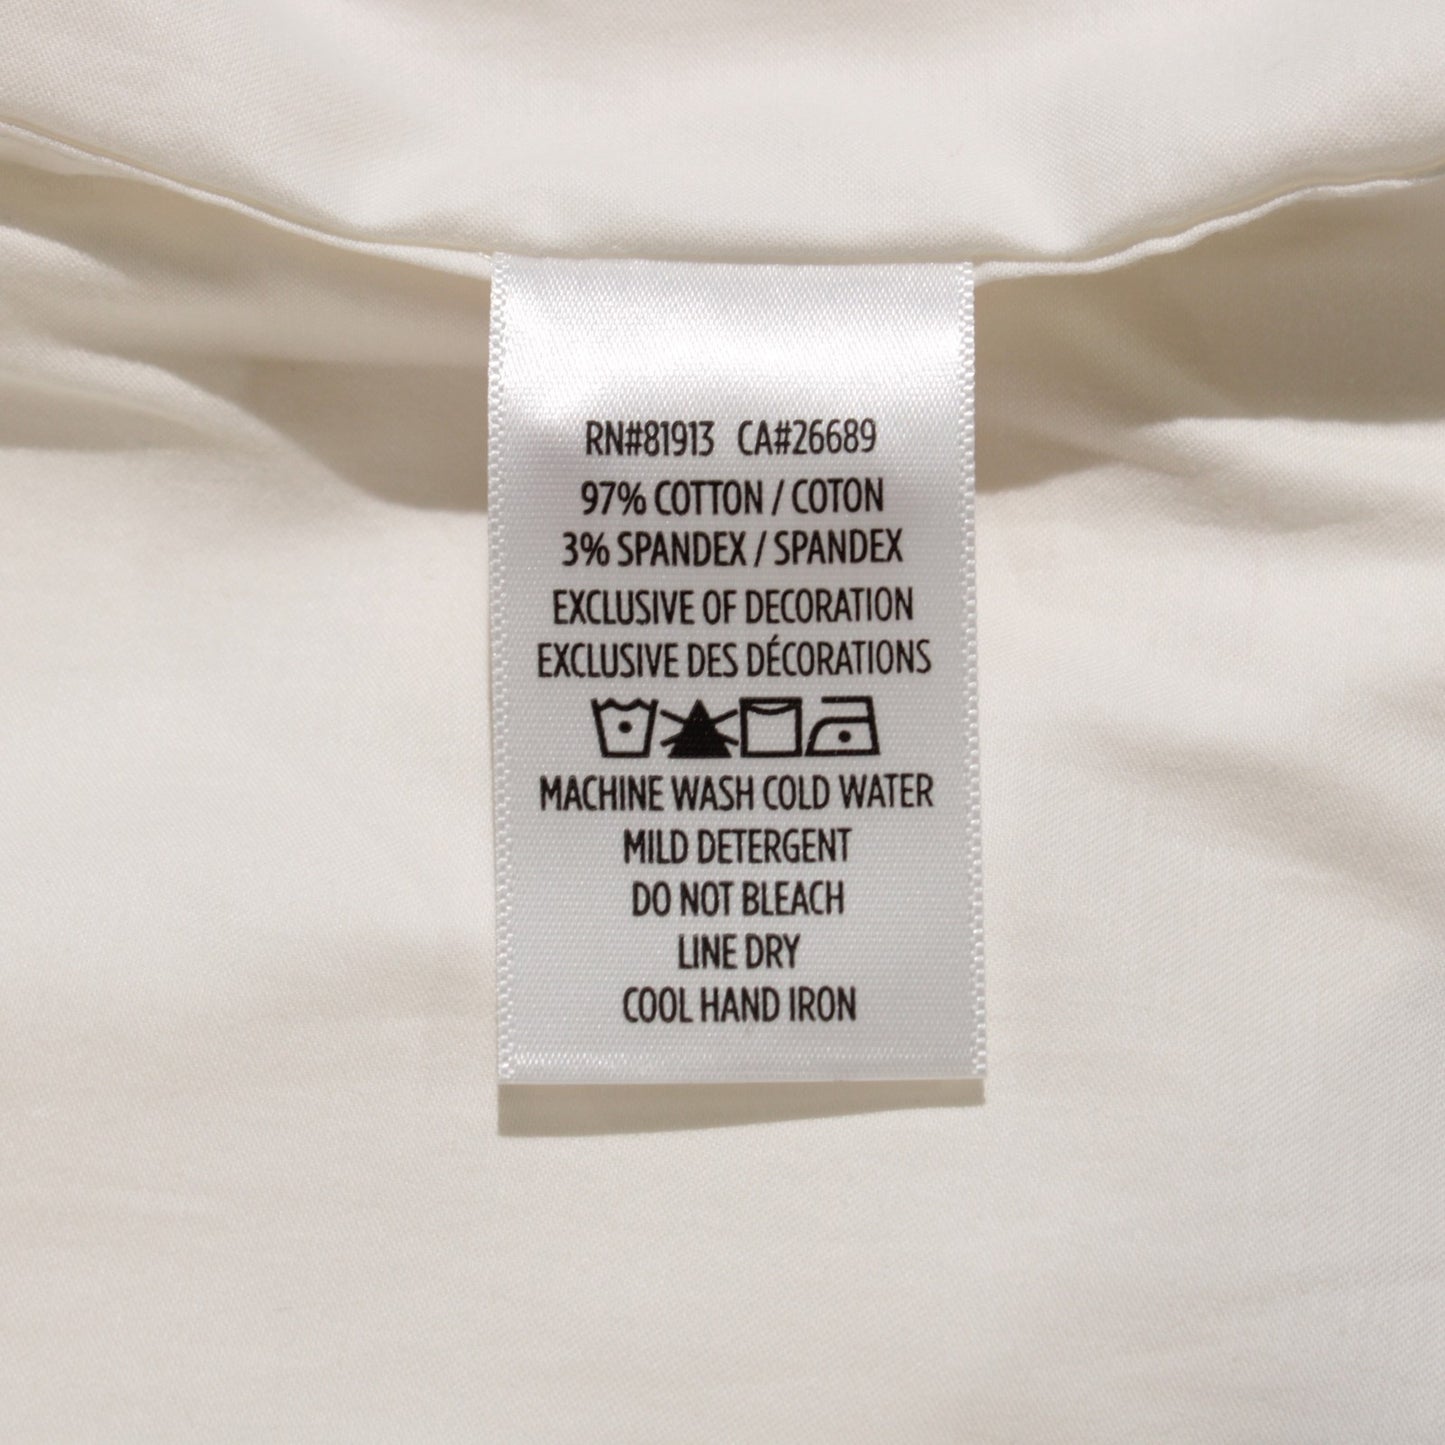 RN#81913 CA#26689
97% COTTON / COTON
3% SPANDEX / SPANDEX
EXCLUSIVE OF DECORATION
EXCLUSIVE DES DÉCORATIONS
MACHINE WASH COLD WATER
MILD DETERGENT
DO NOT BLEACH
LINE DRY
COOL HAND IRON